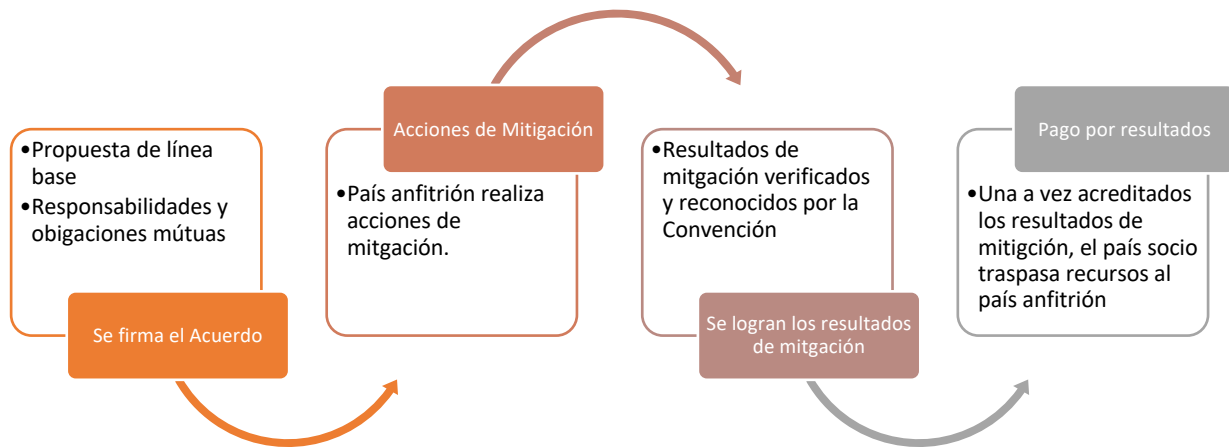 •Propuesta de línea
base
•Responsabilidades y
obigaciones mútuas
Se firma el Acuerdo
Acciones de Mitigación
•País anfitrión realiza
acciones de
mitgación.
•Resultados de
mitgación verificados
y reconocidos por la
Convención
Se logran los resultados
de mitgación
Pago por resultados
•Una a vez acreditados
los resultados de
mitigción, el país socio
traspasa recursos al
país anfitrión